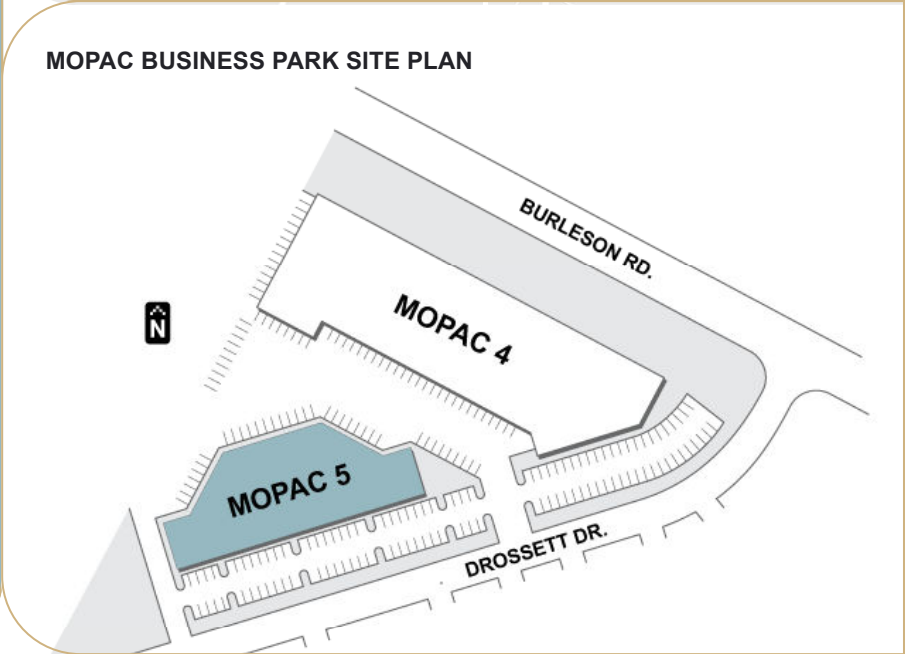 MOPAC BUSINESS PARK SITE PLAN
BURLESON RD.
MOPAC 4
N
MOPAC 5
DROSSETT DR.